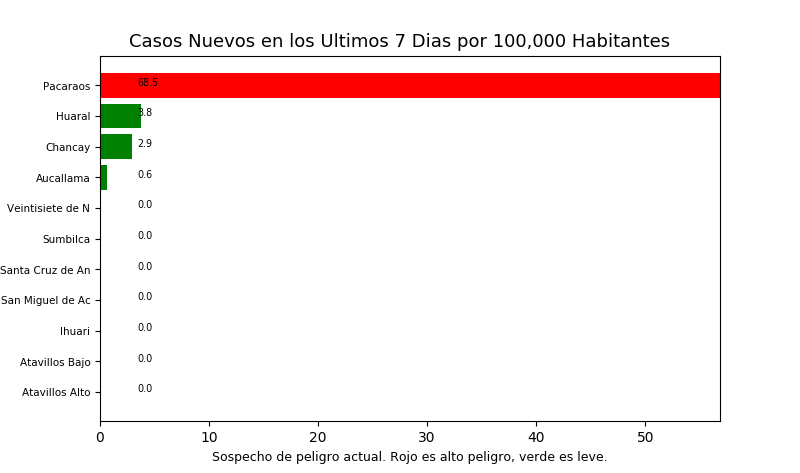 Casos Nuevos en los Ultimos 7 Dias por 100,000 Habitantes
Pacaraos 68.5
Huaral 3.8
Chancay 2.9
Aucallama 0.6
Veintisiete de N 0.0
Sumbilca 0.0
Santa Cruz de An 0.0
San Miguel de Ac 0.0
Ihuari 0.0
Atavillos Bajo 0.0
Atavillos Alto 0.0
0 10 20 30 40 50
Sospecho de peligro actual. Rojo es alto peligro, verde es leve.